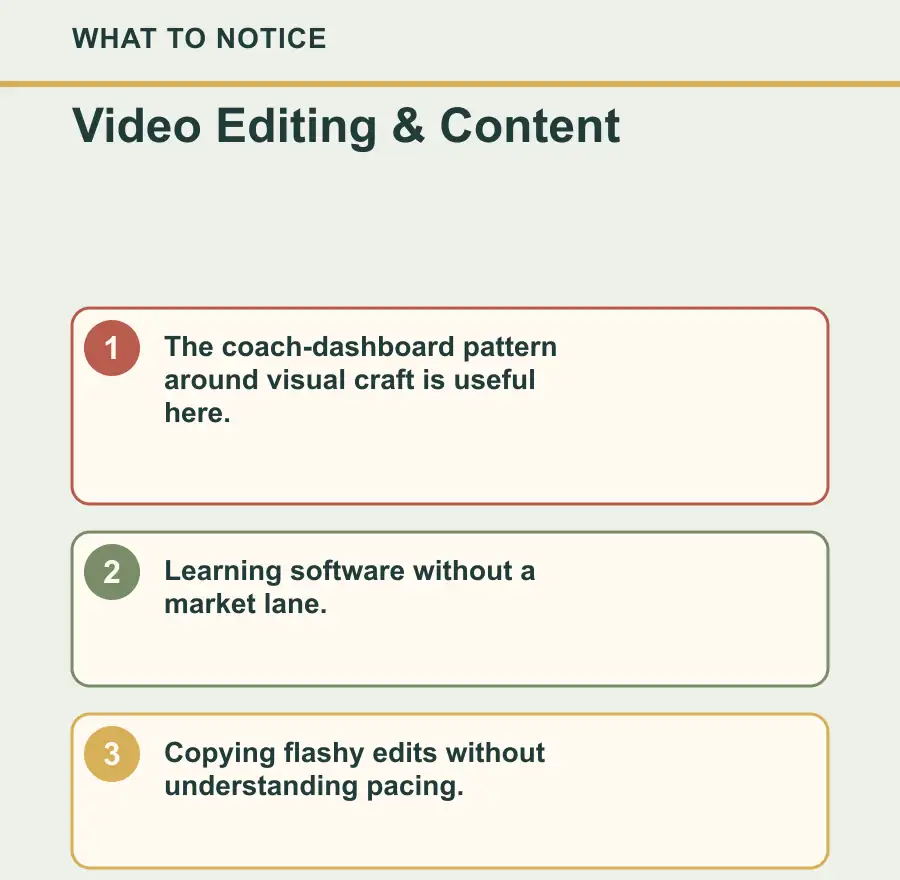 WHAT TO NOTICE
Video Editing & Content
1
The coach-dashboard pattern
around visual craft is useful
here.
2
Learning software without a
market lane.
3
Copying flashy edits without
understanding pacing.